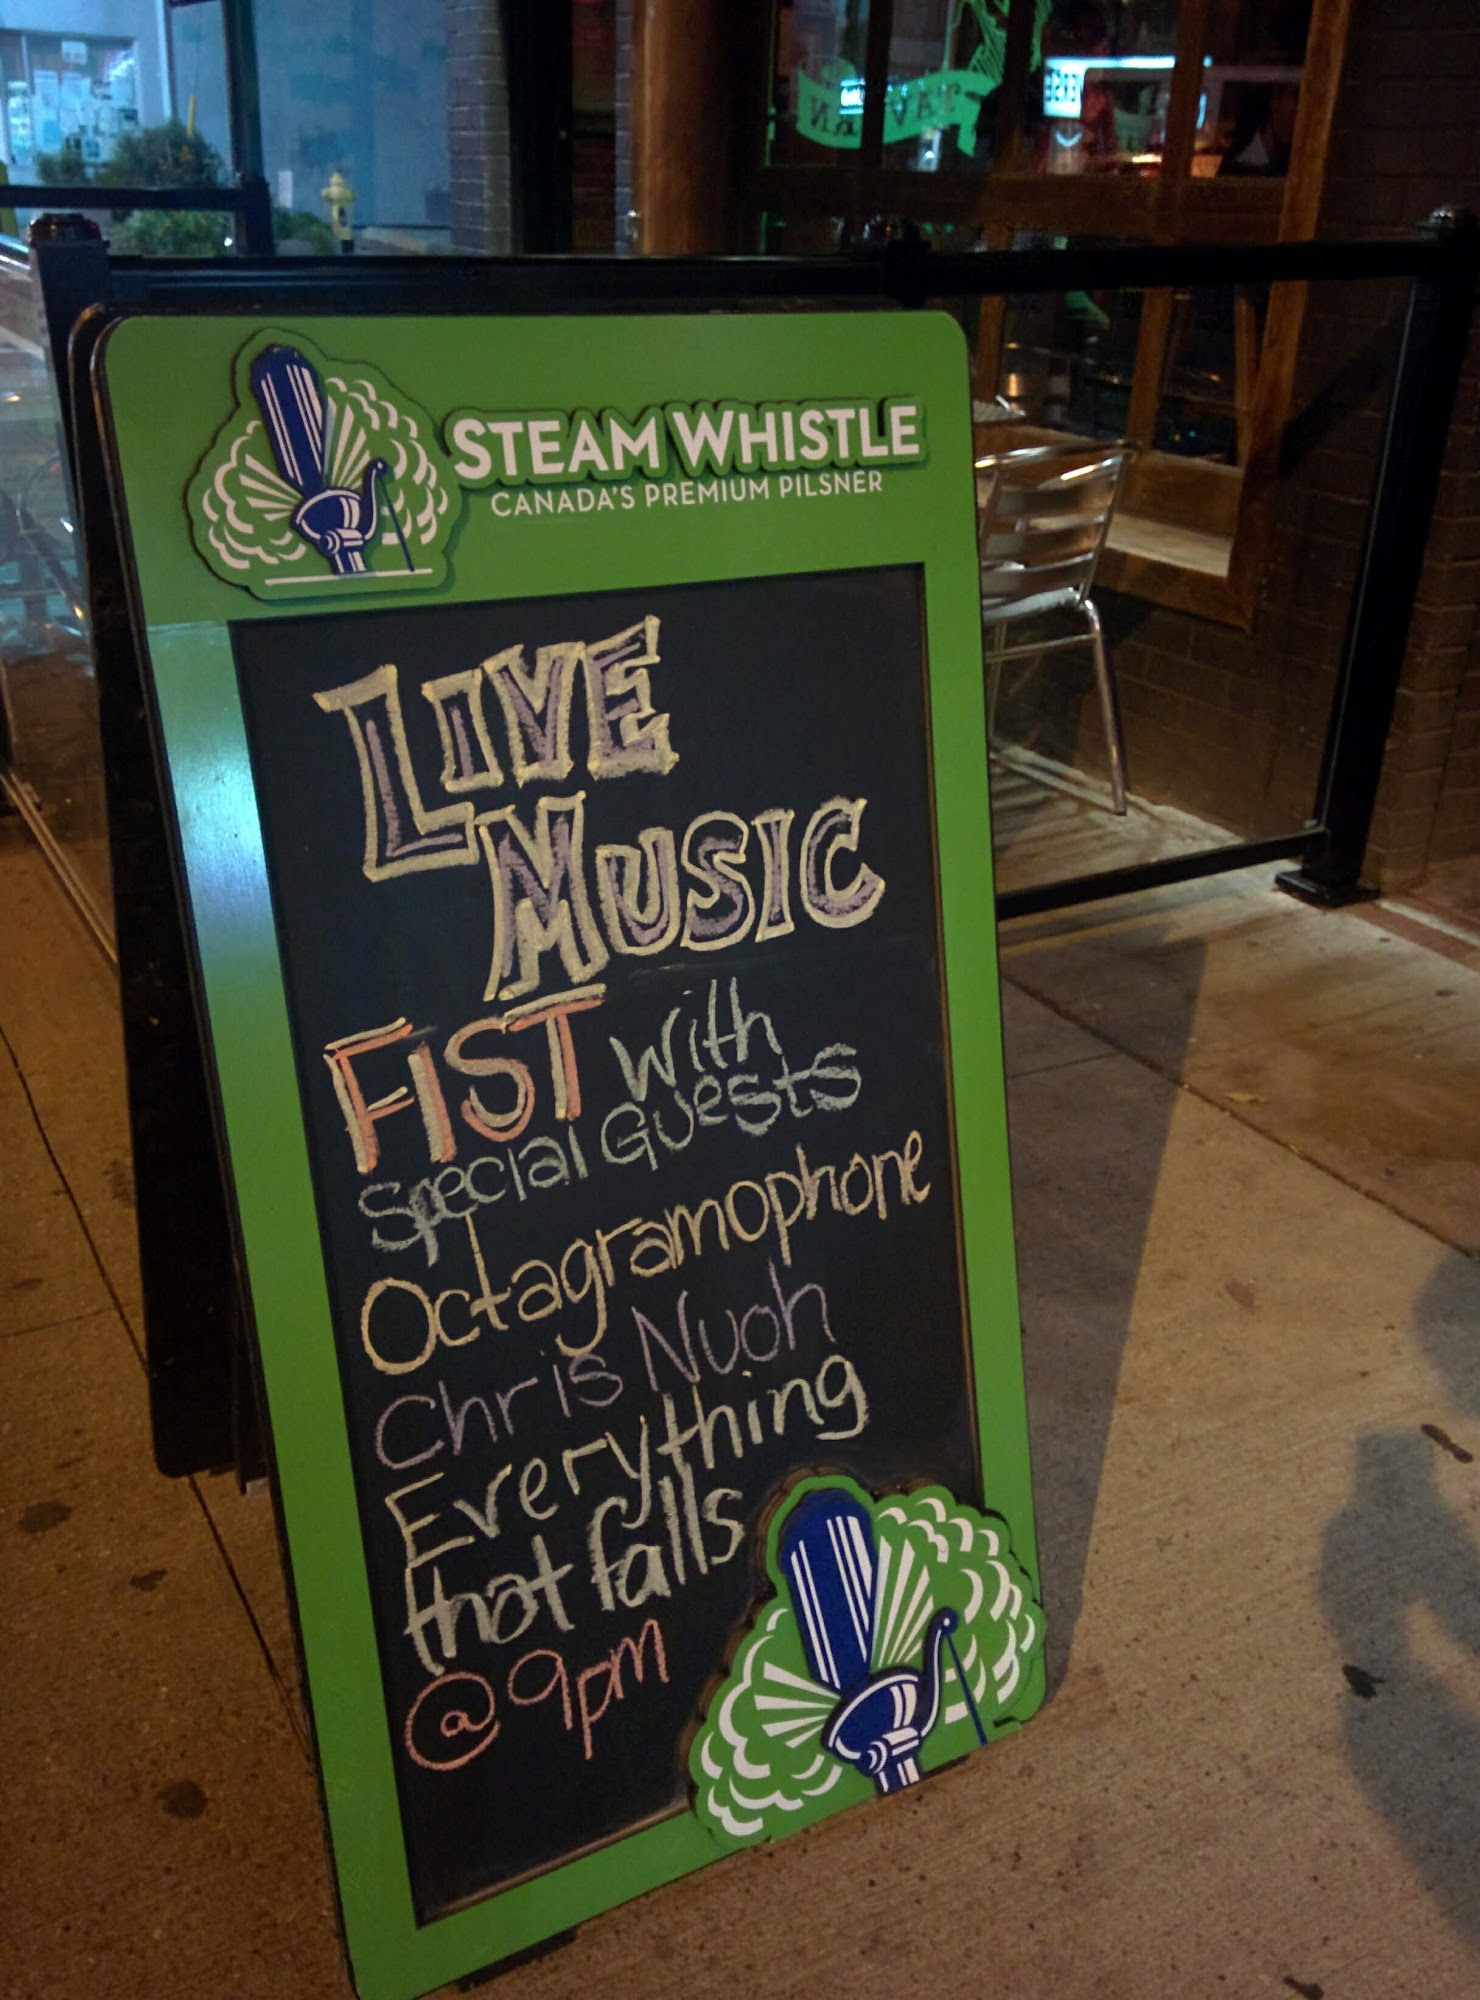 STEAM WHISTLE
CANADA'S PREMIUM PILSNER
LIVE
MUSIC
FIST with
special GUESTS
Octagramophone
Chris Nuoh
Everything
that falls
@ 9pm